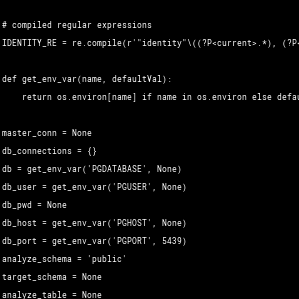 # compiled regular expressions
IDENTITY_RE = re.compile(r'"identity"\((?P<current>.*), (?P<
def get_env_var(name, defaultVal):
return os.environ[name] if name in os.environ else defau
master_conn = None
db_connections = {}
db = get_env_var('PGDATABASE', None)
db_user = get_env_var('PGUSER', None)
db_pwd = None
db_host = get_env_var('PGHOST', None)
db_port = get_env_var('PGPORT', 5439)
analyze_schema = 'public'
target_schema = None
analyze_table = None